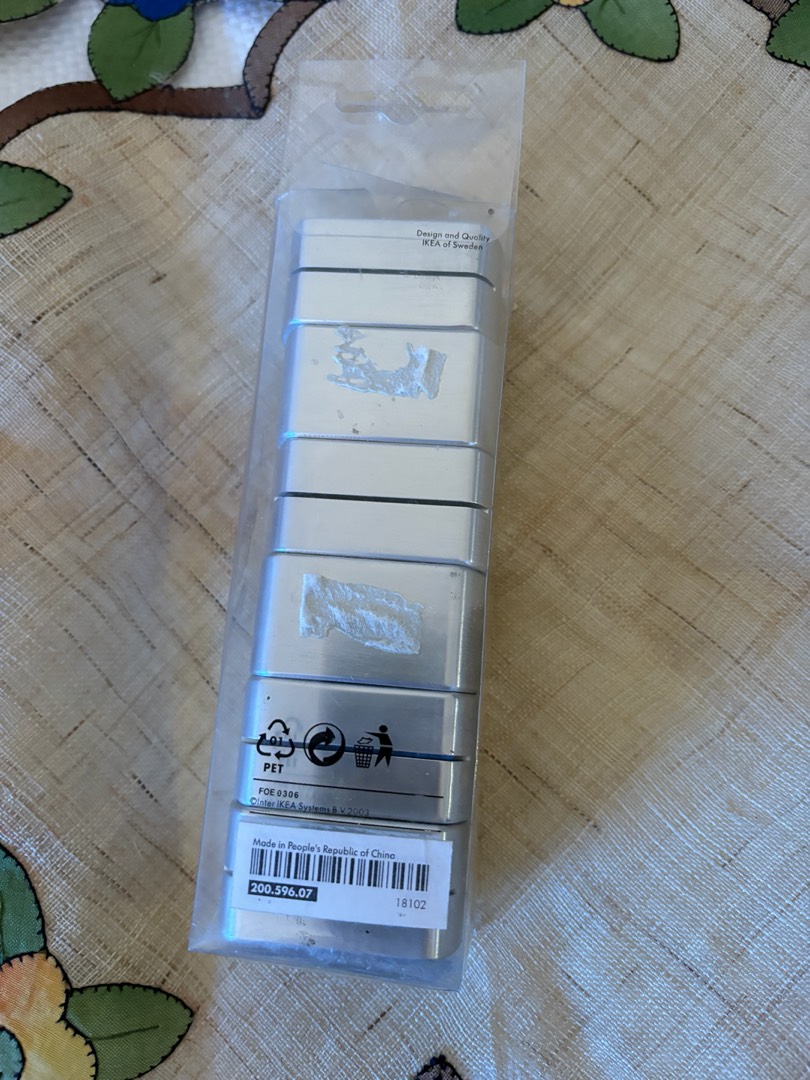 Design and Quality
IKEA of Sweden
01
PET
FOE 0306
©Inter IKEA Systems B.V. 2003
Made in People's Republic of China
200.596.07
18102